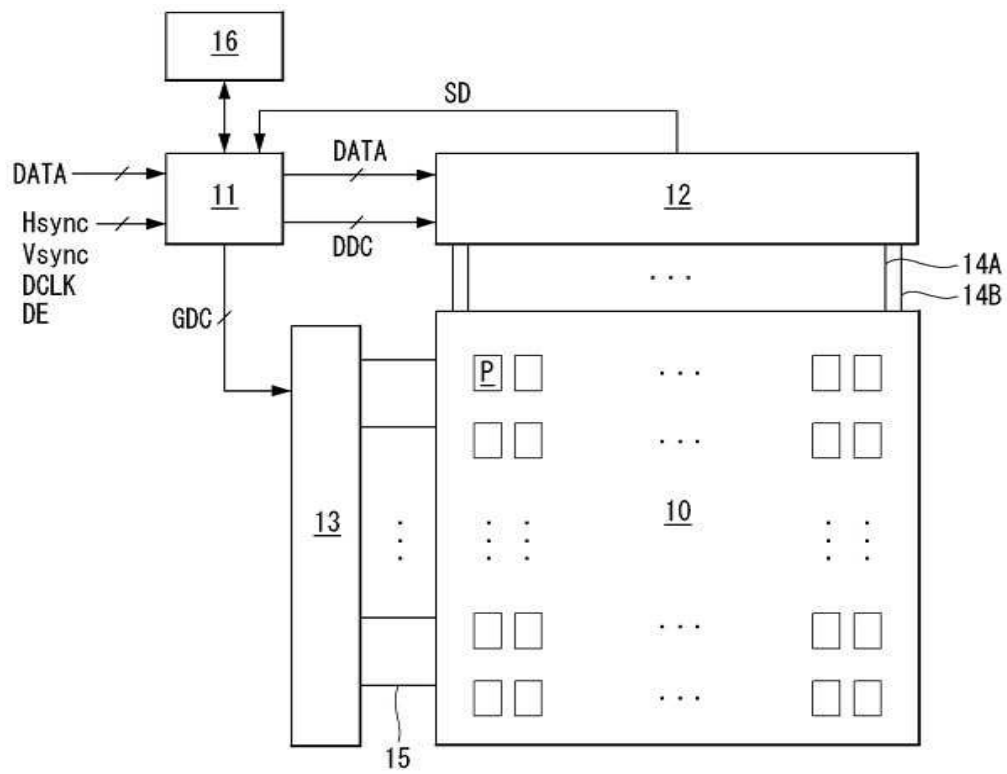 16
SD
DATA
DATA
11
12
Hsync
DDC
Vsync
DCLK
DE
14A
14B
GDC
P
10
13
15